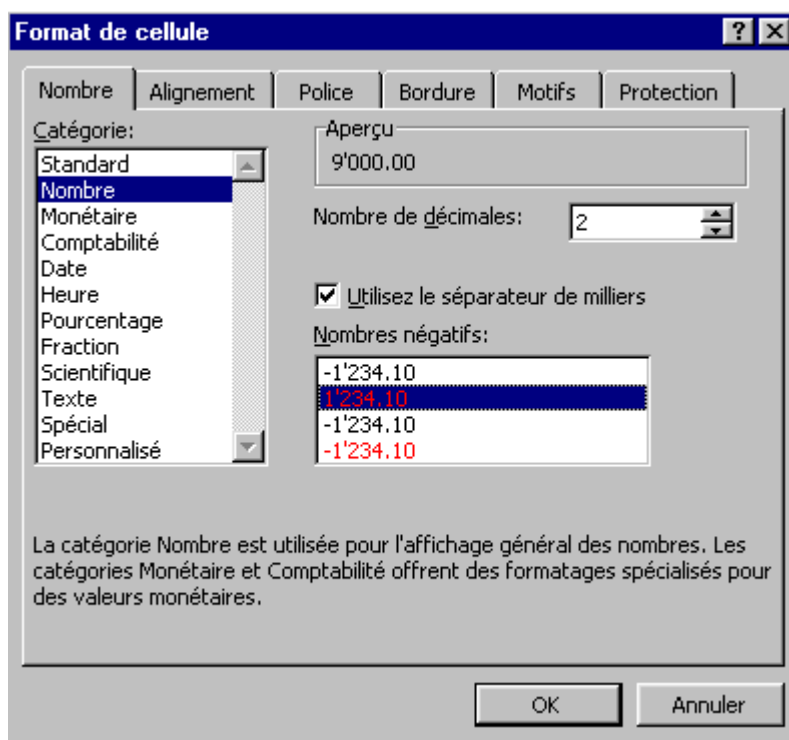 Format de cellule
Nombre Alignement Police Bordure Motifs Protection
Catégorie:
Standard
Nombre
Monétaire
Comptabilité
Date
Heure
Pourcentage
Fraction
Scientifique
Texte
Spécial
Personnalisé
Aperçu
9'000.00
Nombre de décimales: 2
Utilisez le séparateur de milliers
Nombres négatifs:
-1'234.10
1'234.10
-1'234.10
-1'234.10
La catégorie Nombre est utilisée pour l'affichage général des nombres. Les
catégories Monétaire et Comptabilité offrent des formatages spécialisés pour
des valeurs monétaires.
OK Annuler